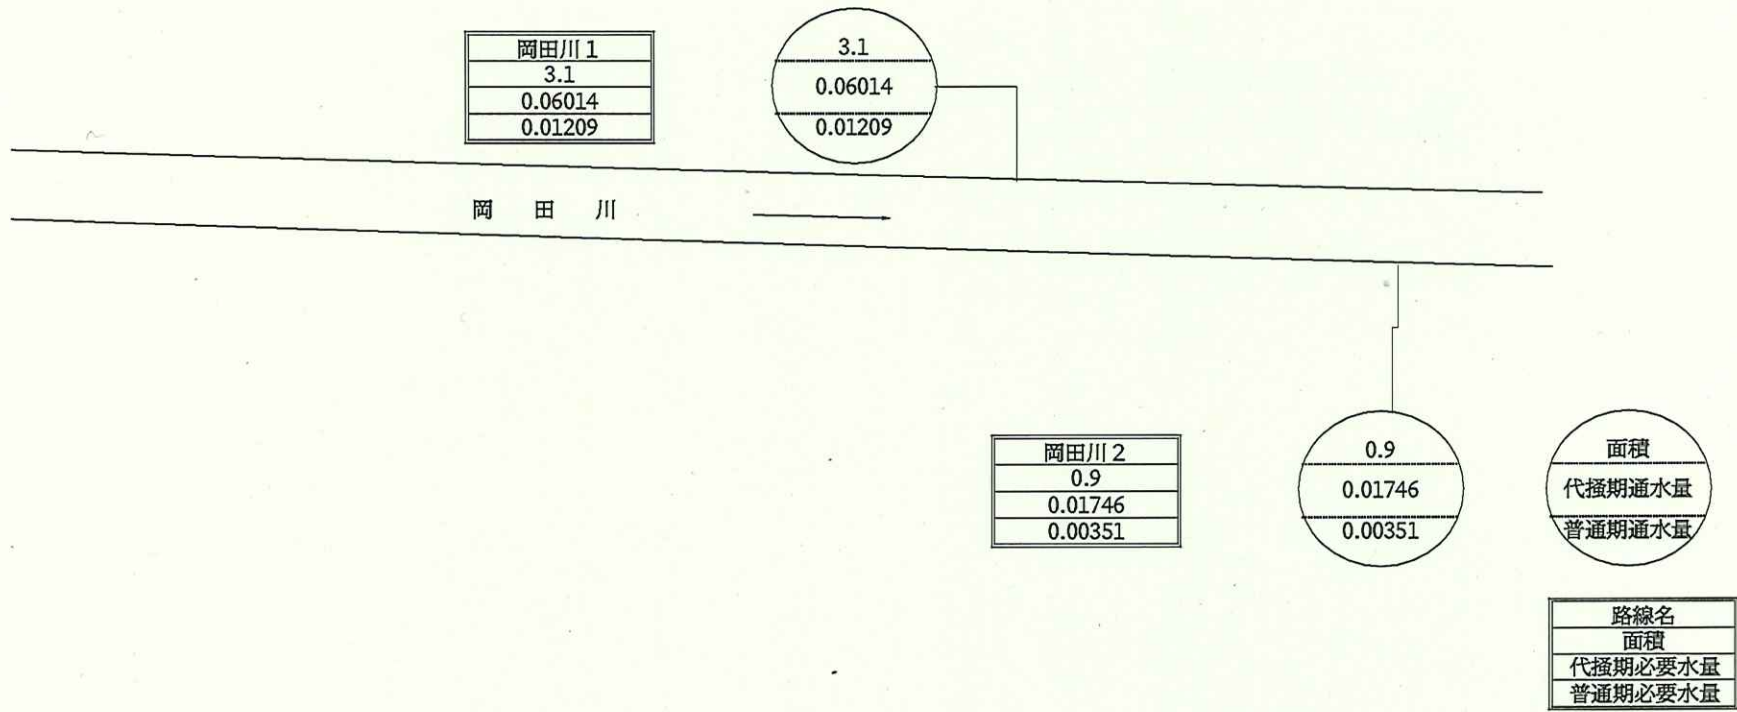 岡田川1
3.1
0.06014
0.01209
3.1
0.06014
0.01209
岡田川
岡田川2
0.9
0.01746
0.00351
0.9
0.01746
0.00351
面積
代掻期通水量
普通期通水量
路線名
面積
代掻期必要水量
普通期必要水量